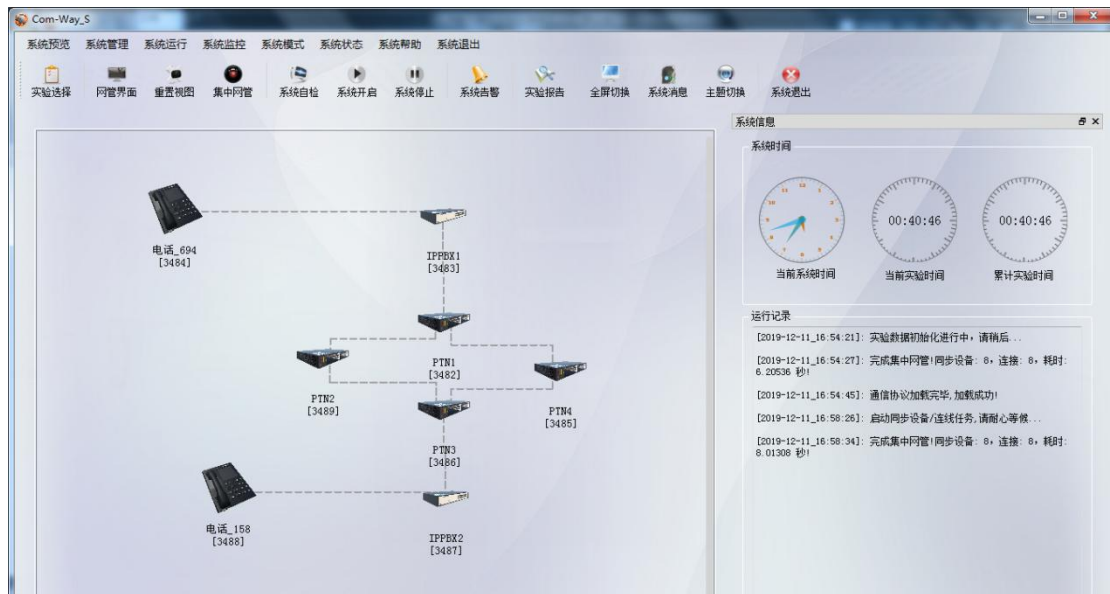 Com-Way_S
系统预览 系统管理 系统运行 系统监控 系统模式 系统状态 系统帮助 系统退出
实验选择 网管界面 重置视图 集中网管 系统自检 系统开启 系统停止 系统告警 实验报告 全屏切换 系统消息 主题切换 系统退出
系统信息
系统时间
00:40:46 00:40:46
当前系统时间 当前实验时间 累计实验时间
电话_694
[3484]
IPPBX1
[3483]
PTN1
[3482]
PTN2
[3489]
PTN4
[3485]
PTN3
[3486]
电话_158
[3488]
IPPBX2
[3487]
运行记录
[2019-12-11_16:54:21]: 实验数据初始化进行中，请稍后...
[2019-12-11_16:54:27]: 完成集中网管!同步设备: 8，连接: 8，耗时:
6.20536 秒!
[2019-12-11_16:54:45]: 通信协议加载完毕,加载成功!
[2019-12-11_16:58:26]: 启动同步设备/连线任务,请耐心等候...
[2019-12-11_16:58:34]: 完成集中网管!同步设备: 8，连接: 8，耗时:
8.01308 秒!